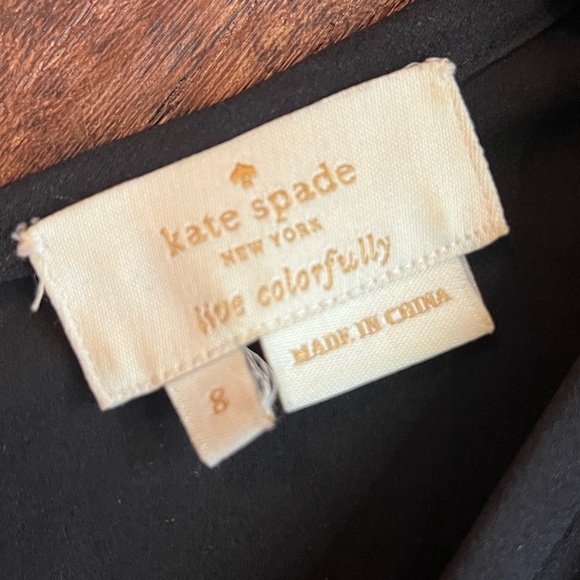 kate spade
NEW YORK
live colorfully
MADE IN CHINA
8